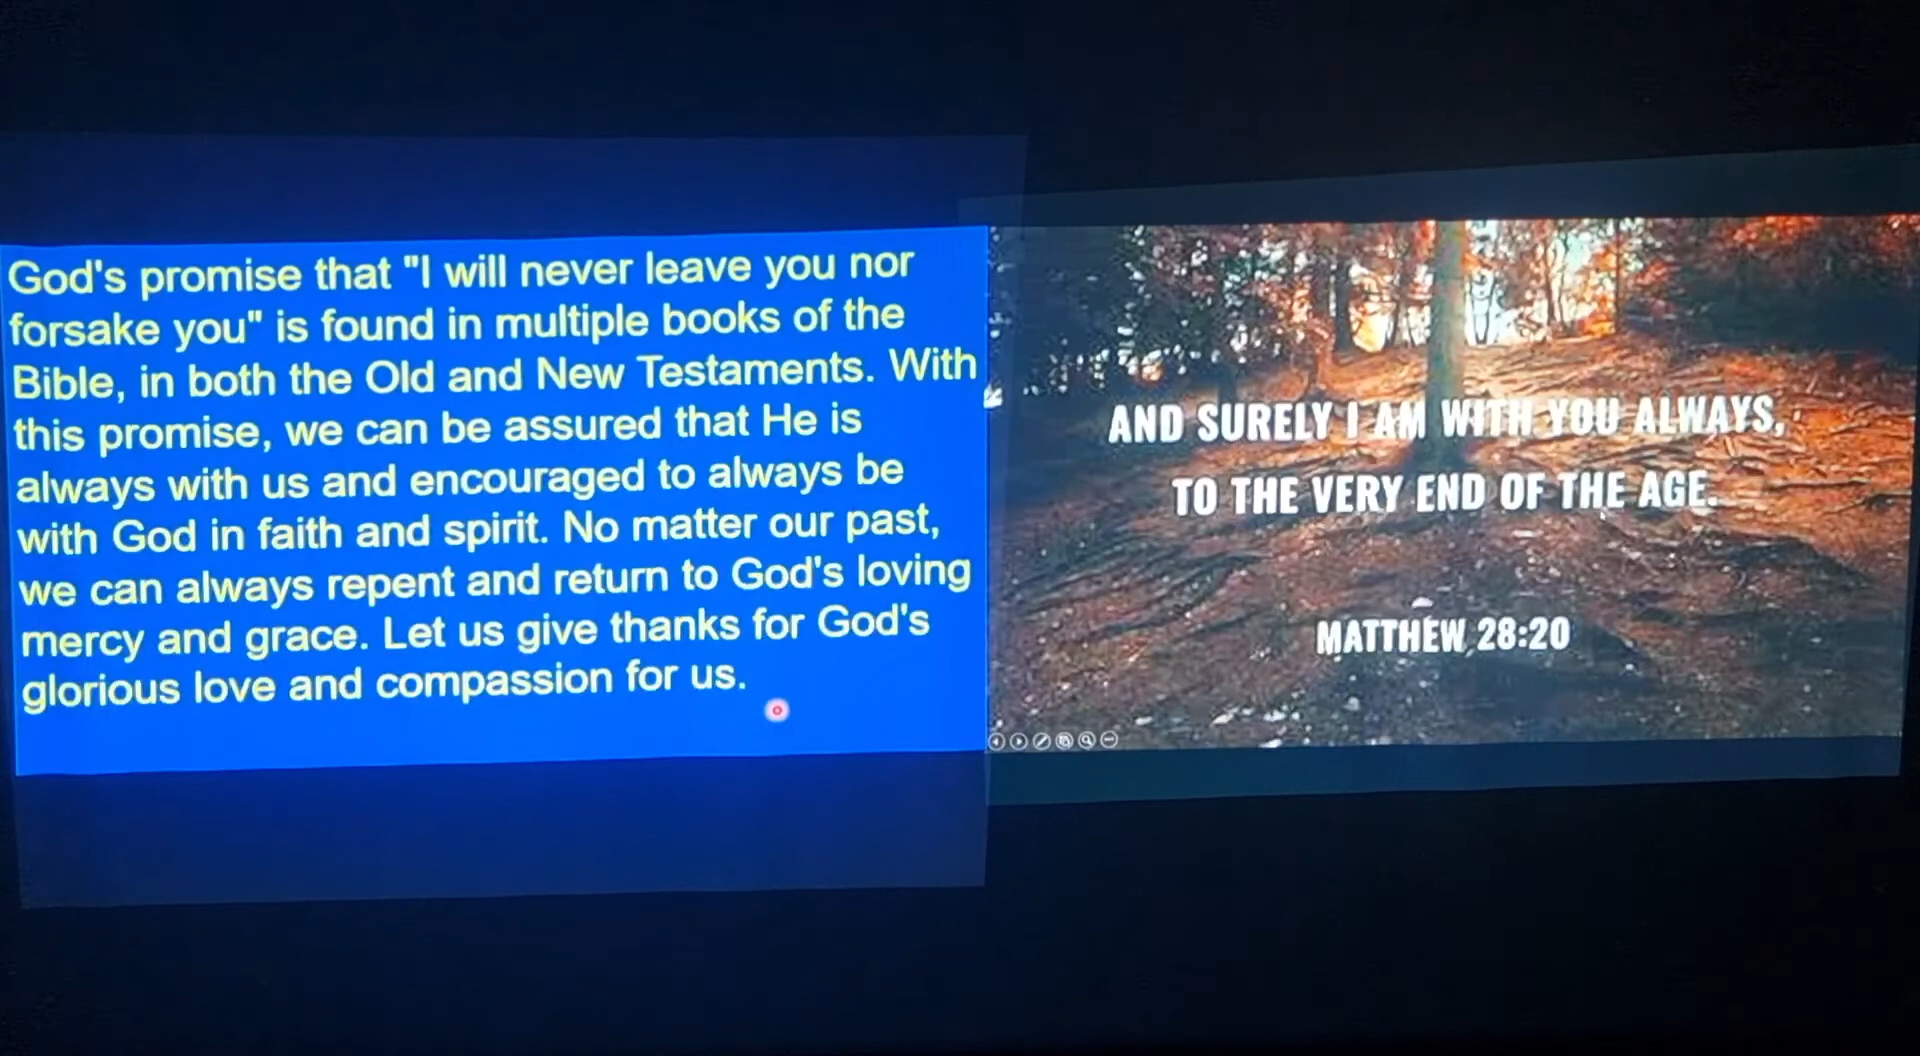 God's promise that "I will never leave you nor
forsake you" is found in multiple books of the
Bible, in both the Old and New Testaments. With
this promise, we can be assured that He is
always with us and encouraged to always be
with God in faith and spirit. No matter our past,
we can always repent and return to God's loving
mercy and grace. Let us give thanks for God's
glorious love and compassion for us.
AND SURELY I AM WITH YOU ALWAYS,
TO THE VERY END OF THE AGE.
MATTHEW 28:20